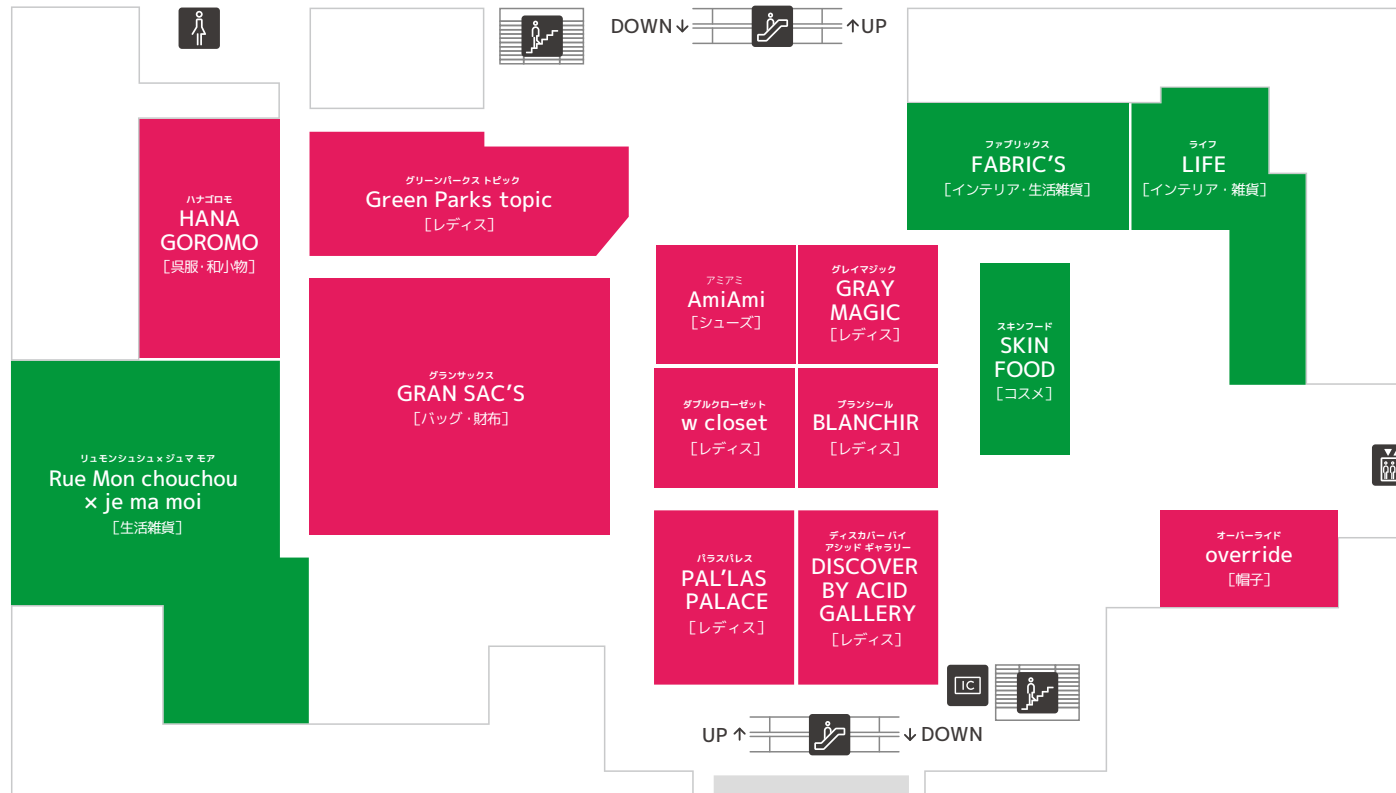 DOWN↓
↑UP
ハナゴロモ
HANA
GOROMO
[呉服・和小物]
グリーンパークス トピック
Green Parks topic
[レディス]
ファブリックス
FABRIC'S
[インテリア・生活雑貨]
ライフ
LIFE
[インテリア・雑貨]
アミアミ
AmiAmi
[シューズ]
グレイマジック
GRAY
MAGIC
[レディス]
スキンフード
SKIN
FOOD
[コスメ]
グランサックス
GRAN SAC'S
[バッグ・財布]
ダブルクローゼット
w closet
[レディス]
ブランシール
BLANCHIR
[レディス]
リュモンシュシュ×ジュマ モア
Rue Mon chouchou
× je ma moi
[生活雑貨]
パラスパレス
PAL'LAS
PALACE
[レディス]
ディスカバー バイ
アシッド ギャラリー
DISCOVER
BY ACID
GALLERY
[レディス]
オーバーライド
override
[帽子]
IC
UP↑
↓DOWN